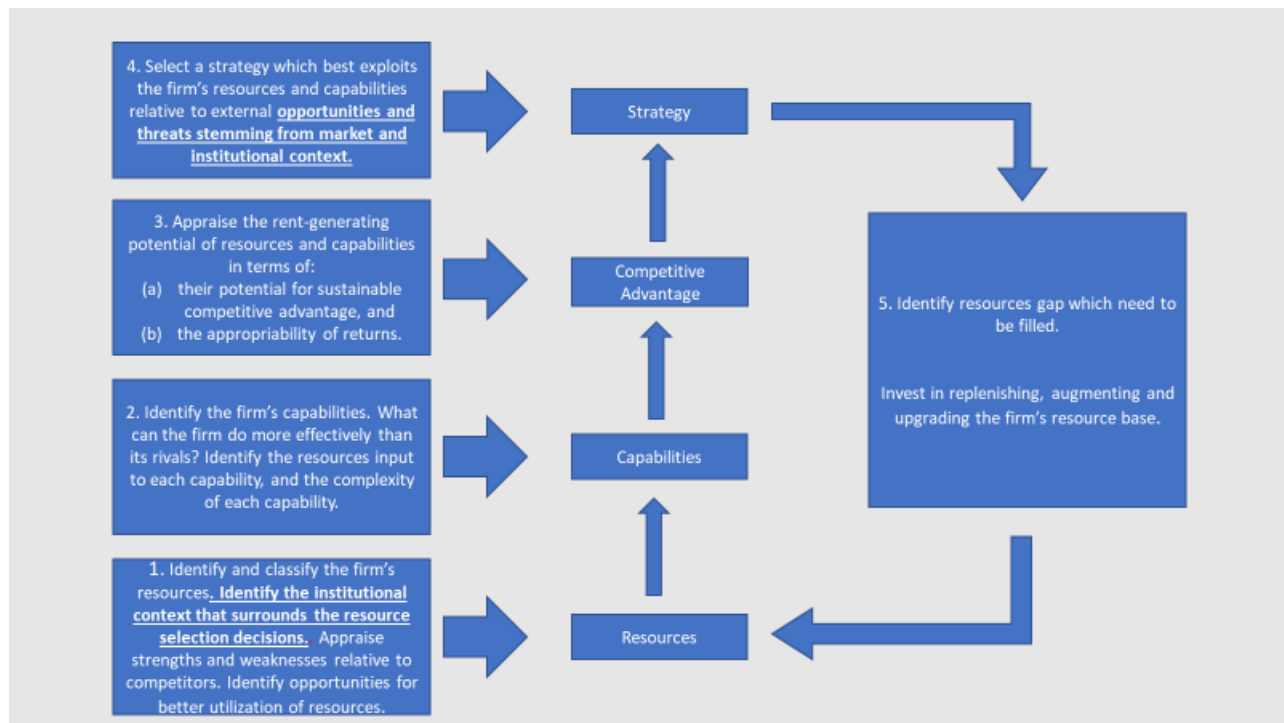 4. Select a strategy which best exploits
the firm's resources and capabilities
relative to external opportunities and
threats stemming from market and
institutional context.
Strategy
3. Appraise the rent-generating
potential of resources and capabilities
in terms of:
(a) their potential for sustainable
competitive advantage, and
(b) the appropriability of returns.
Competitive
Advantage
5. Identify resources gap which need to
be filled.
Invest in replenishing, augmenting and
upgrading the firm's resource base.
2. Identify the firm's capabilities. What
can the firm do more effectively than
its rivals? Identify the resources input
to each capability, and the complexity
of each capability.
Capabilities
1. Identify and classify the firm's
resources. Identify the institutional
context that surrounds the resource
selection decisions. Appraise
strengths and weaknesses relative to
competitors. Identify opportunities for
better utilization of resources.
Resources